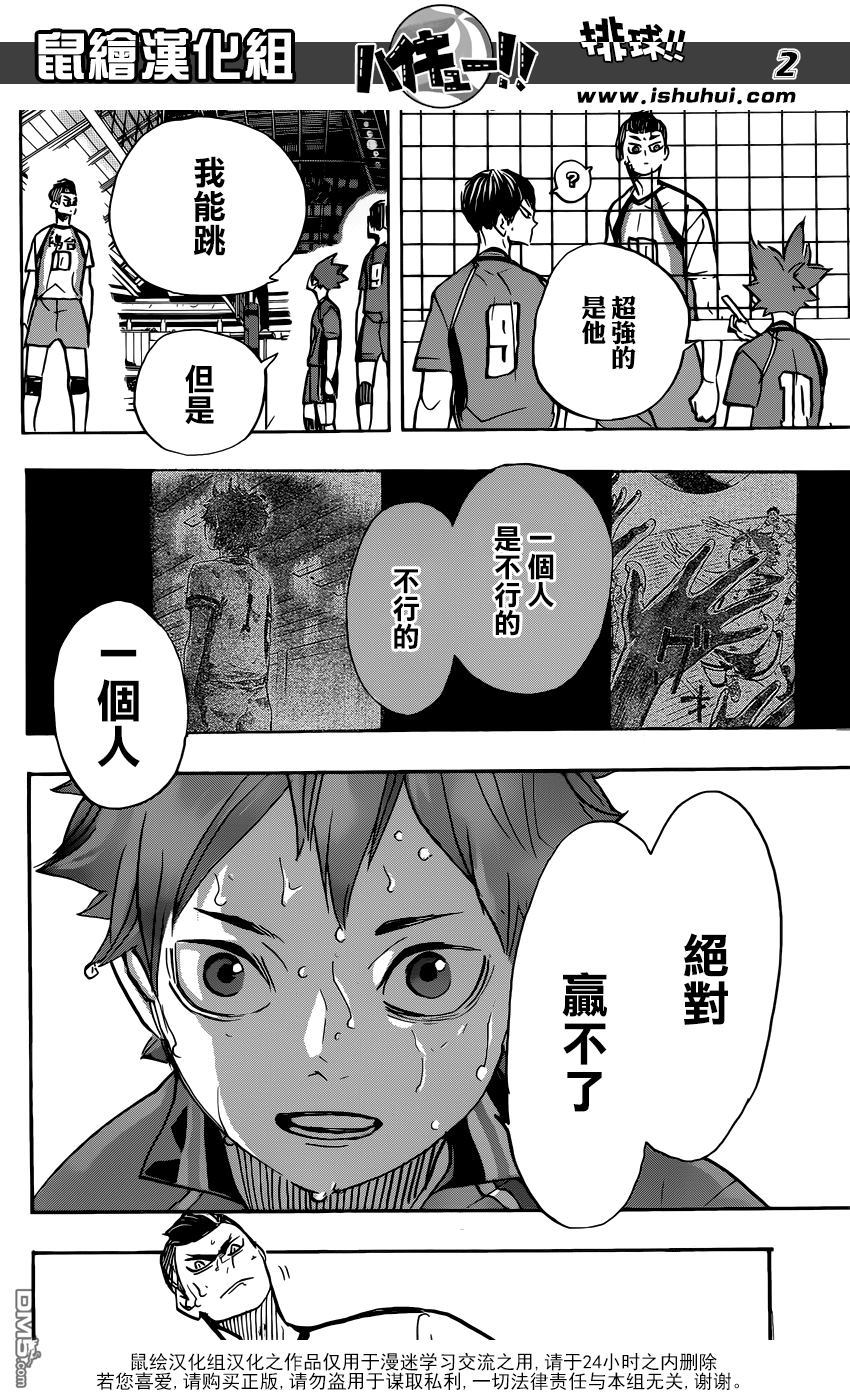 鼠繪漢化組
ハイキュー!!
排球!!
2
www.ishuhui.com
?
超強的
是他
9
我能跳
但是
9
一個人
是不行的
不行的
グ
オ
一個人
絕對
贏不了
DM5
鼠绘汉化组汉化之作品仅用于漫迷学习交流之用,请于24小时之内删除
若您喜爱,请购买正版,请勿盗用于谋取私利,一切法律责任与本组无关,谢谢。